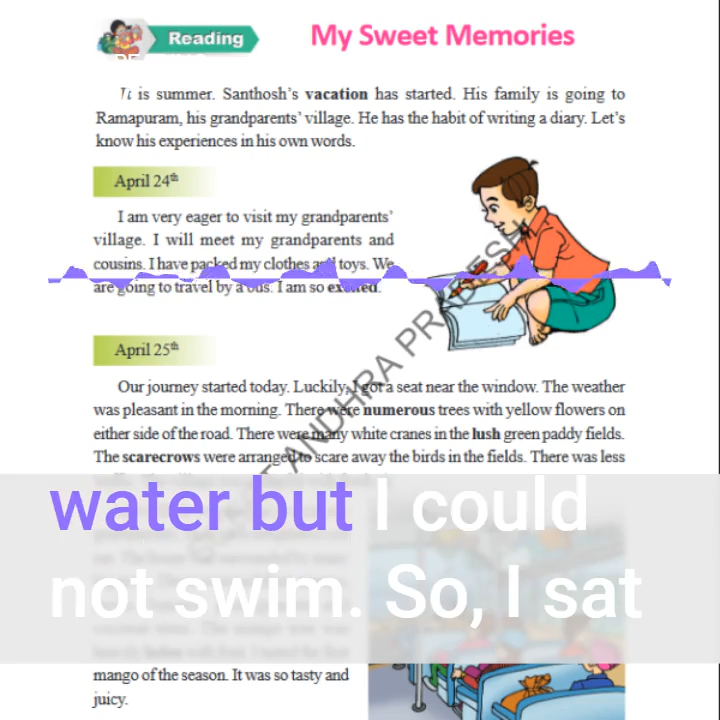 Reading
My Sweet Memories
It is summer. Santhosh's vacation has started. His family is going to
Ramapuram, his grandparents' village. He has the habit of writing a diary. Let's
know his experiences in his own words.
April 24th
I am very eager to visit my grandparents'
village. I will meet my grandparents and
cousins. I have packed my clothes and toys. We
are going to travel by a bus. I am so excited.
April 25th
Our journey started today. Luckily, I got a seat near the window. The weather
was pleasant in the morning. There were numerous trees with yellow flowers on
either side of the road. There were many white cranes in the lush green paddy fields.
The scarecrows were arranged to scare away the birds in the fields. There was less
water but I could
not swim. So, I sat
mango of the season. It was so tasty and
juicy.
ANDHRA PRADESH